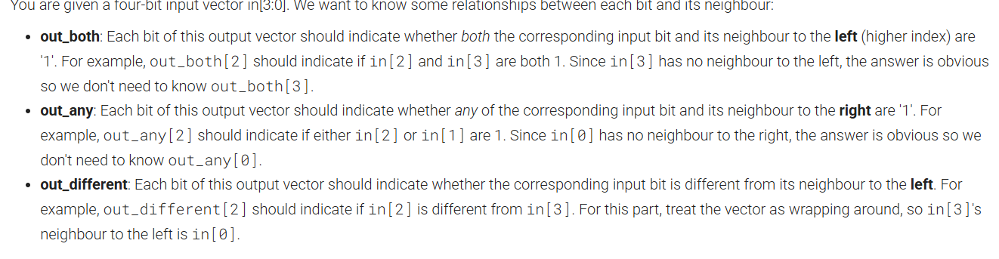 You are given a four-bit input vector in[3:0]. We want to know some relationships between each bit and its neighbour:
• out_both: Each bit of this output vector should indicate whether both the corresponding input bit and its neighbour to the left (higher index) are
'1'. For example, out_both[2] should indicate if in[2] and in[3] are both 1. Since in[3] has no neighbour to the left, the answer is obvious
so we don't need to know out_both[3].
• out_any: Each bit of this output vector should indicate whether any of the corresponding input bit and its neighbour to the right are '1'. For
example, out_any[2] should indicate if either in[2] or in[1] are 1. Since in[0] has no neighbour to the right, the answer is obvious so we
don't need to know out_any[0].
• out_different: Each bit of this output vector should indicate whether the corresponding input bit is different from its neighbour to the left. For
example, out_different[2] should indicate if in[2] is different from in[3]. For this part, treat the vector as wrapping around, so in[3]'s
neighbour to the left is in[0].